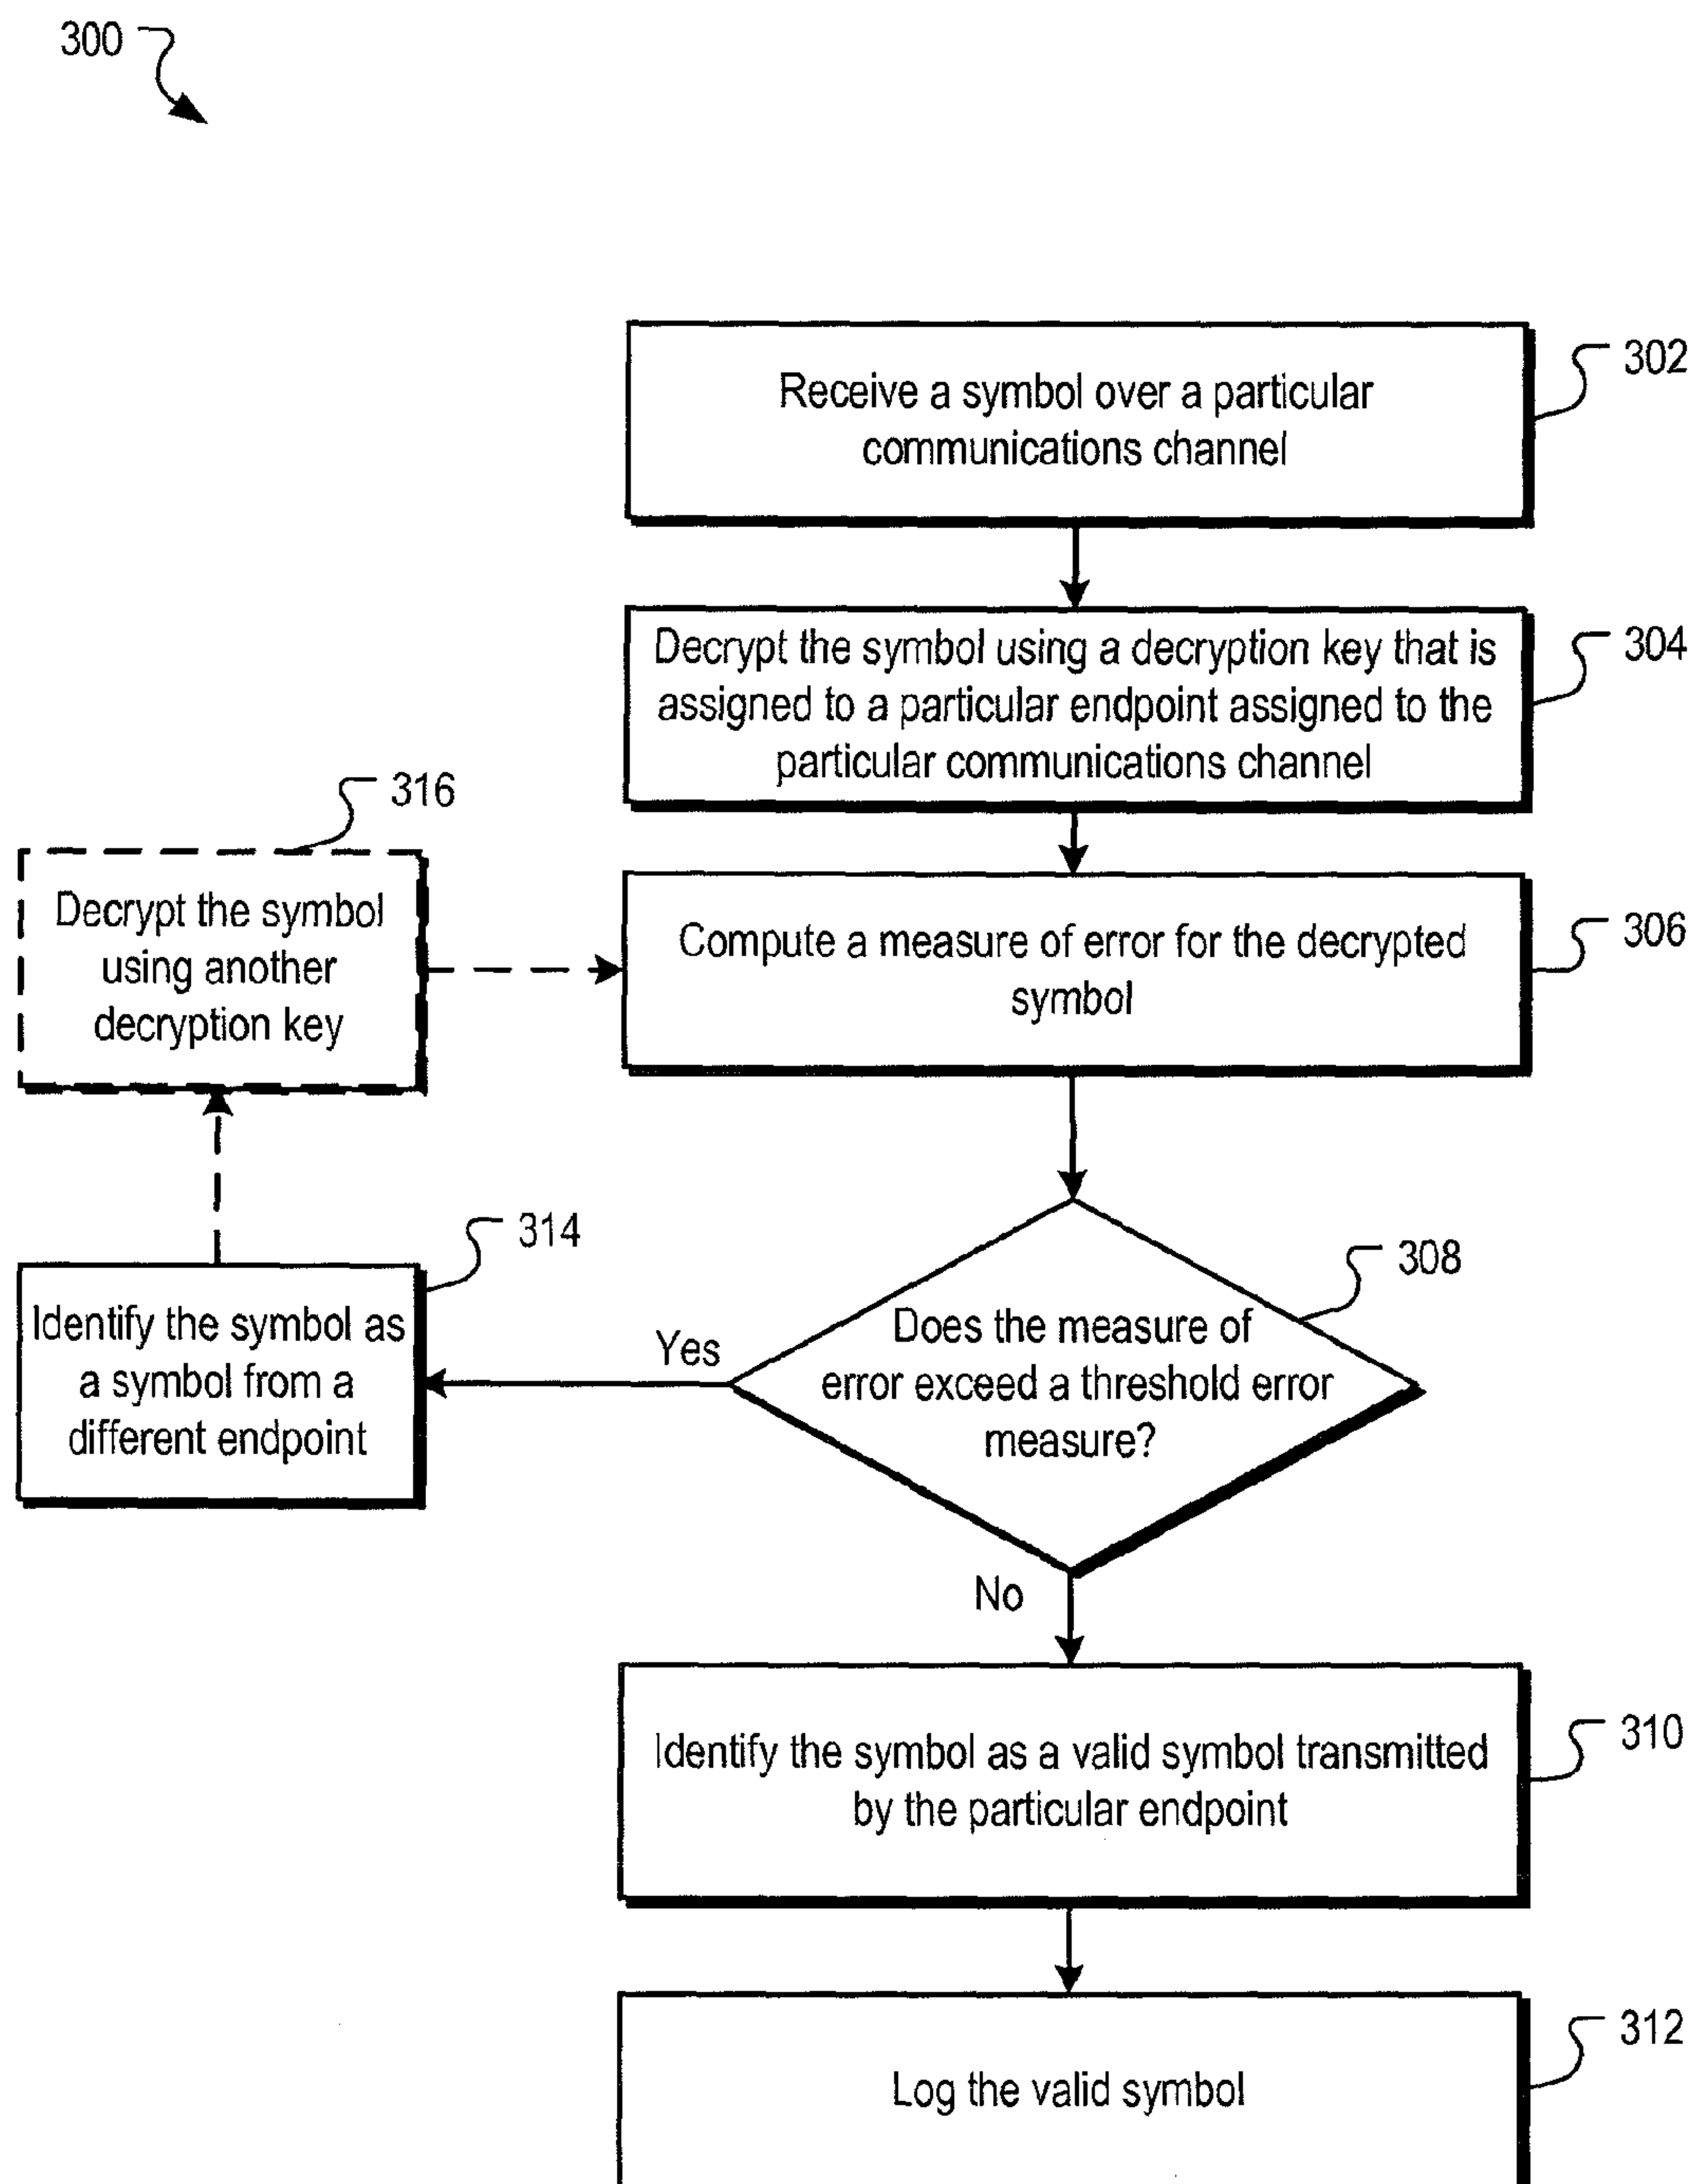 300
Receive a symbol over a particular
communications channel
302
Decrypt the symbol using a decryption key that is
assigned to a particular endpoint assigned to the
particular communications channel
304
316
Decrypt the symbol
using another
decryption key
Compute a measure of error for the decrypted
symbol
306
314
Identify the symbol as
a symbol from a
different endpoint
Yes
308
Does the measure of
error exceed a threshold error
measure?
No
Identify the symbol as a valid symbol transmitted
by the particular endpoint
310
Log the valid symbol
312